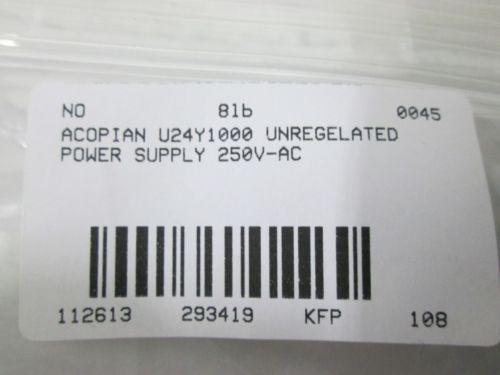 NO 81b 0045
ACOPIAN U24Y1000 UNREGELATED
POWER SUPPLY 250V-AC
112613 293419 KFP 108